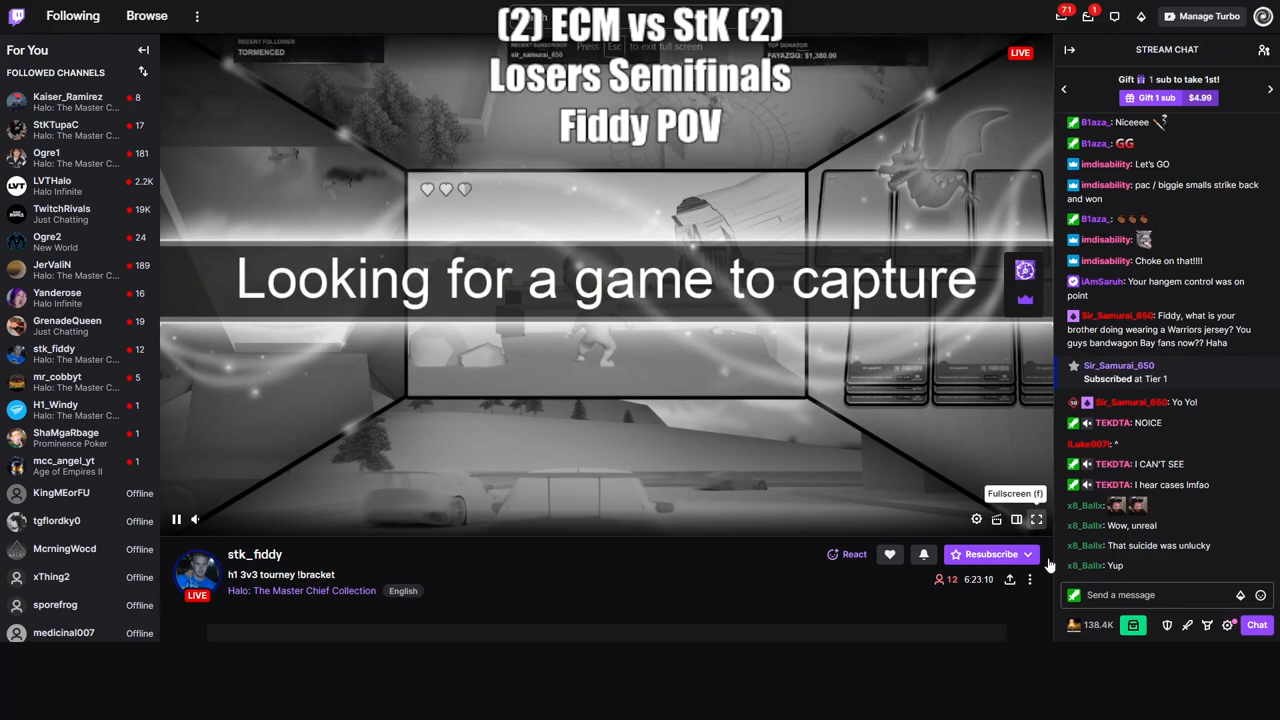 (2) ECM vs StK (2)
Losers Semifinals
Fiddy POV
Following
Browse
71
1
Manage Turbo
For You
FOLLOWED CHANNELS
Kaiser_Ramirez 8
Halo: The Master C...
StKTupaC 17
Halo: The Master C...
Ogre1 181
Halo: The Master C...
LVTHalo 2.2K
Halo Infinite
TwitchRivals 19K
Just Chatting
Ogre2 24
New World
JerValiN 189
Halo: The Master C...
Yanderose 16
Halo Infinite
GrenadeQueen 19
Just Chatting
stk_fiddy 12
Halo: The Master C...
mr_cobbyt 5
Halo: The Master C...
H1_Windy 1
Halo: The Master C...
ShaMgaRbage 1
Prominence Poker
mcc_angel_yt 1
Age of Empires II
KingMEorFU Offline
tgflordky0 Offline
McrningWocd Offline
xThing2 Offline
sporefrog Offline
medicinal007 Offline
RECENT FOLLOWER
TORMENCED
RECENT SUBSCRIBER
sir_samurai_650
Press Esc to exit full screen
TOP DONATOR
FAYAZGG: $1,380.00
LIVE
Looking for a game to capture
Fullscreen (f)
stk_fiddy
LIVE
h1 3v3 tourney !bracket
Halo: The Master Chief Collection English
React
Resubscribe
12 6:23:10
STREAM CHAT
Gift 1 sub to take 1st!
Gift 1 sub $4.99
B1aza_: Niceeee
B1aza_: GG
imdisability: Let's GO
imdisability: pac / biggie smalls strike back
and won
B1aza_:
imdisability:
imdisability: Choke on that!!!!
iAmSaruh: Your hangem control was on
point
Sir_Samurai_650: Fiddy, what is your
brother doing wearing a Warriors jersey? You
guys bandwagon Bay fans now?? Haha
Sir_Samurai_650
Subscribed at Tier 1
Sir_Samurai_650: Yo Yo!
TEKDTA: NOICE
lLuke007l: ^
TEKDTA: I CAN'T SEE
TEKDTA: I hear cases lmfao
x8_Ballx:
x8_Ballx: Wow, unreal
x8_Ballx: That suicide was unlucky
x8_Ballx: Yup
Send a message
138.4K
Chat